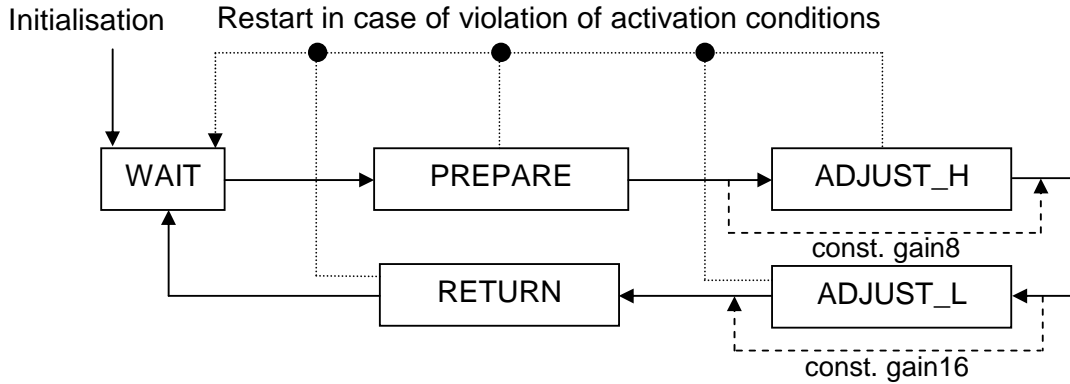 Initialisation
Restart in case of violation of activation conditions
WAIT
PREPARE
ADJUST_H
const. gain8
RETURN
ADJUST_L
const. gain16